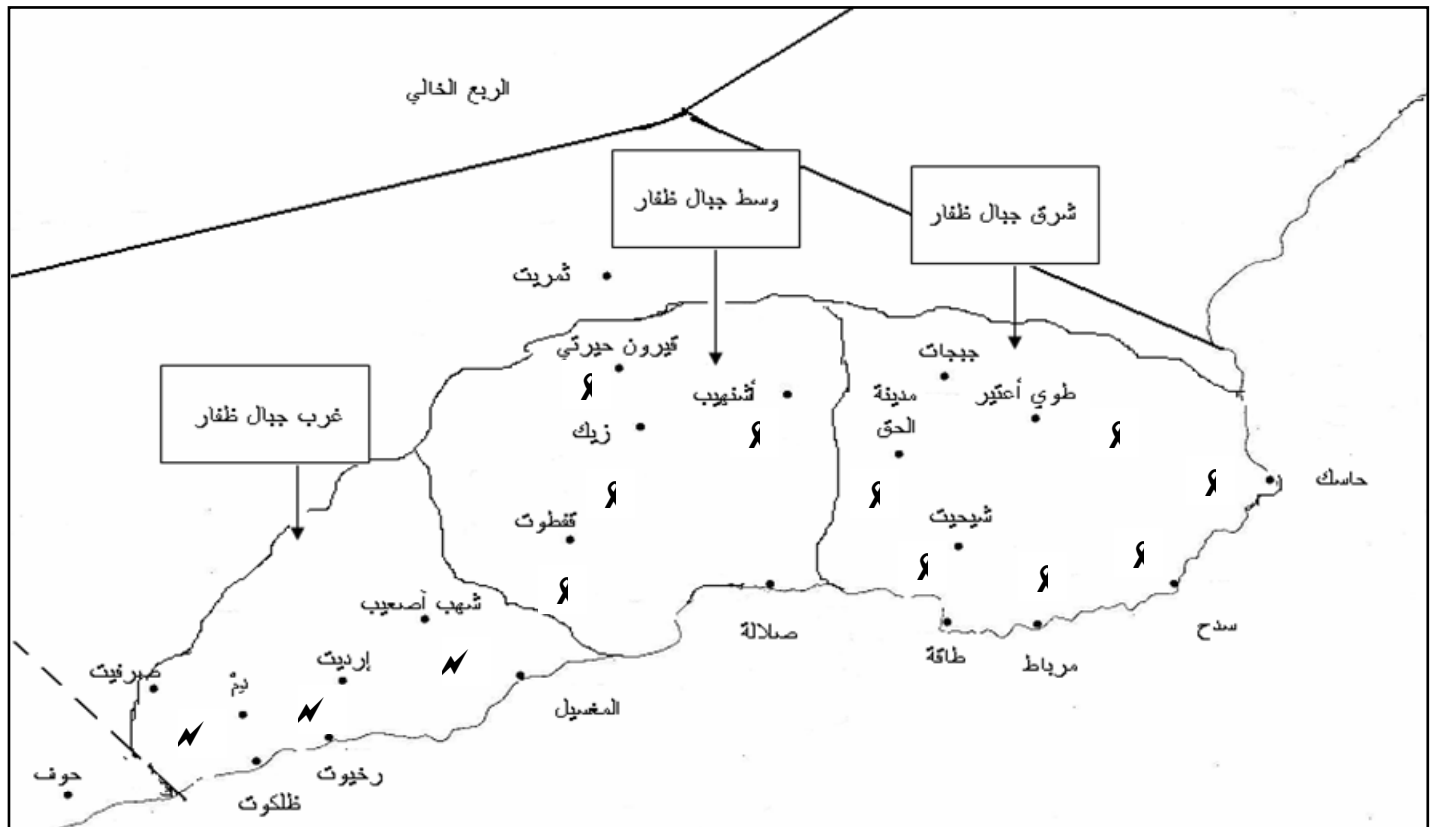 الربع الخالي
وسط جبال ظفار
شرق جبال ظفار
ثمريت
قيرون حيرتي
جبجات
غرب جبال ظفار
أشنهيب
مدينة
الحق
طوي أعتير
زيك
حاسك
قفطوت
شيحيت
شهب أصعيب
صلالة
طاقة
مرباط
سدح
صرفيت
دِمْ
إرديت
المغسيل
حوف
ظلكوت
رخيوت